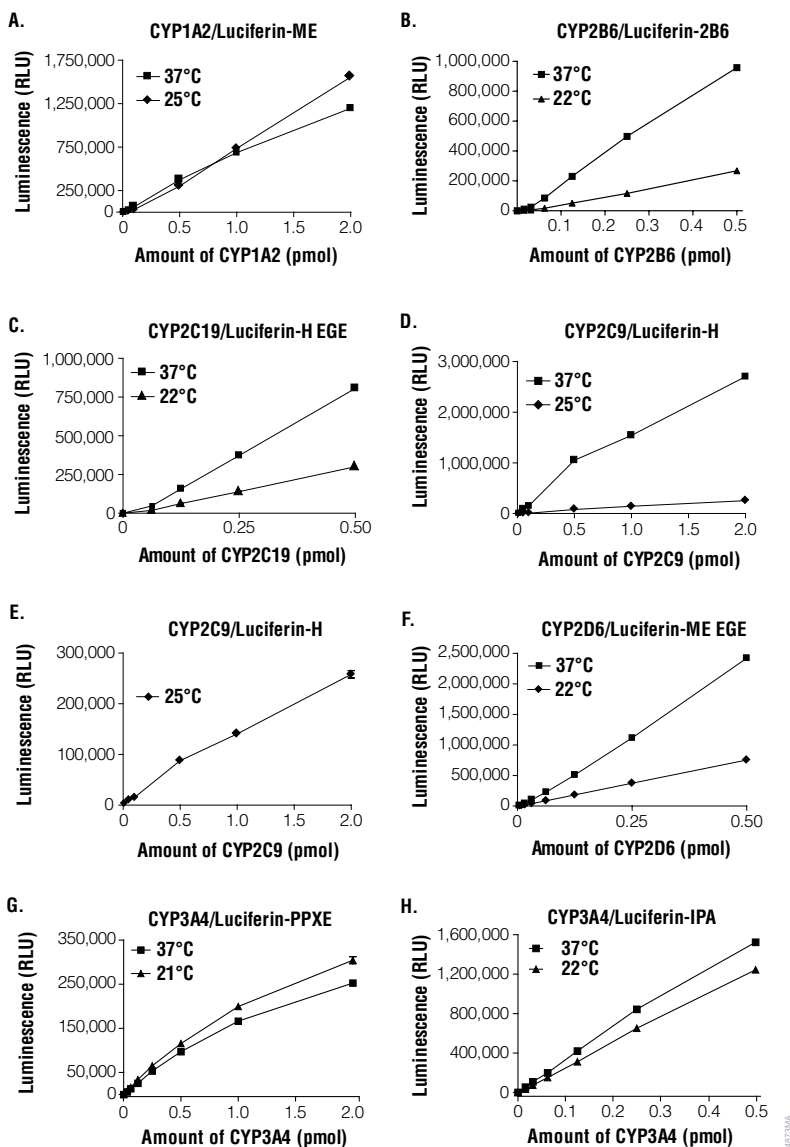 A.
CYP1A2/Luciferin-ME
Luminescence (RLU)
1,750,000
1,250,000
750,000
250,000
0
37°C
25°C
0 0.5 1.0 1.5 2.0
Amount of CYP1A2 (pmol)
B.
CYP2B6/Luciferin-2B6
Luminescence (RLU)
1,000,000
800,000
600,000
400,000
200,000
0
37°C
22°C
0.1 0.2 0.3 0.4 0.5
Amount of CYP2B6 (pmol)
C.
CYP2C19/Luciferin-H EGE
Luminescence (RLU)
1,000,000
750,000
500,000
250,000
0
37°C
22°C
0 0.25 0.50
Amount of CYP2C19 (pmol)
D.
CYP2C9/Luciferin-H
Luminescence (RLU)
3,000,000
2,000,000
1,000,000
0
37°C
25°C
0 0.5 1.0 1.5 2.0
Amount of CYP2C9 (pmol)
E.
CYP2C9/Luciferin-H
Luminescence (RLU)
300,000
200,000
100,000
0
25°C
0 0.5 1.0 1.5 2.0
Amount of CYP2C9 (pmol)
F.
CYP2D6/Luciferin-ME EGE
Luminescence (RLU)
2,500,000
2,000,000
1,500,000
1,000,000
500,000
0
37°C
22°C
0 0.25 0.50
Amount of CYP2D6 (pmol)
G.
CYP3A4/Luciferin-PPXE
Luminescence (RLU)
350,000
250,000
150,000
50,000
0
37°C
21°C
0 0.5 1.0 1.5 2.0
Amount of CYP3A4 (pmol)
H.
CYP3A4/Luciferin-IPA
Luminescence (RLU)
1,600,000
1,200,000
800,000
400,000
0
37°C
22°C
0 0.1 0.2 0.3 0.4 0.5
Amount of CYP3A4 (pmol)
4873MA